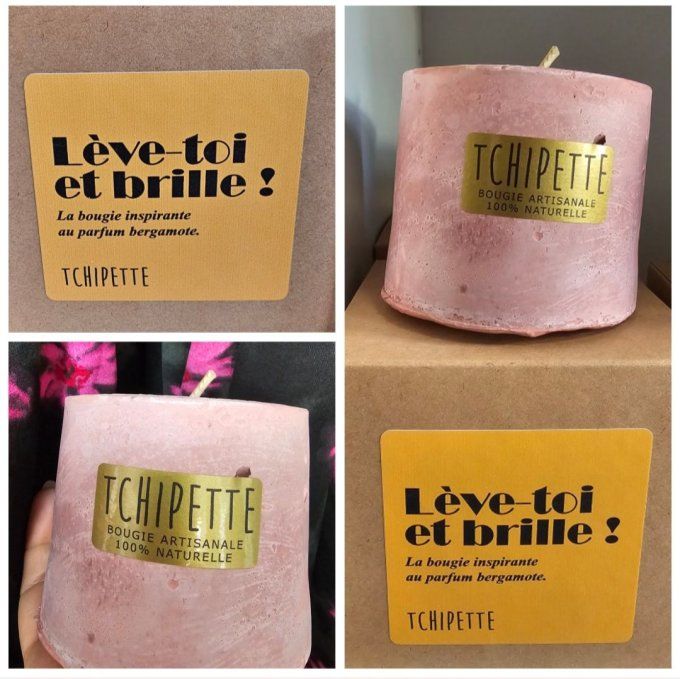 Lève-toi
et brille !
La bougie inspirante
au parfum bergamote.
TCHIPETTE
TCHIPETTE
BOUGIE ARTISANALE
100% NATURELLE
TCHIPETTE
BOUGIE ARTISANALE
100% NATURELLE
Lève-toi
et brille !
La bougie inspirante
au parfum bergamote.
TCHIPETTE